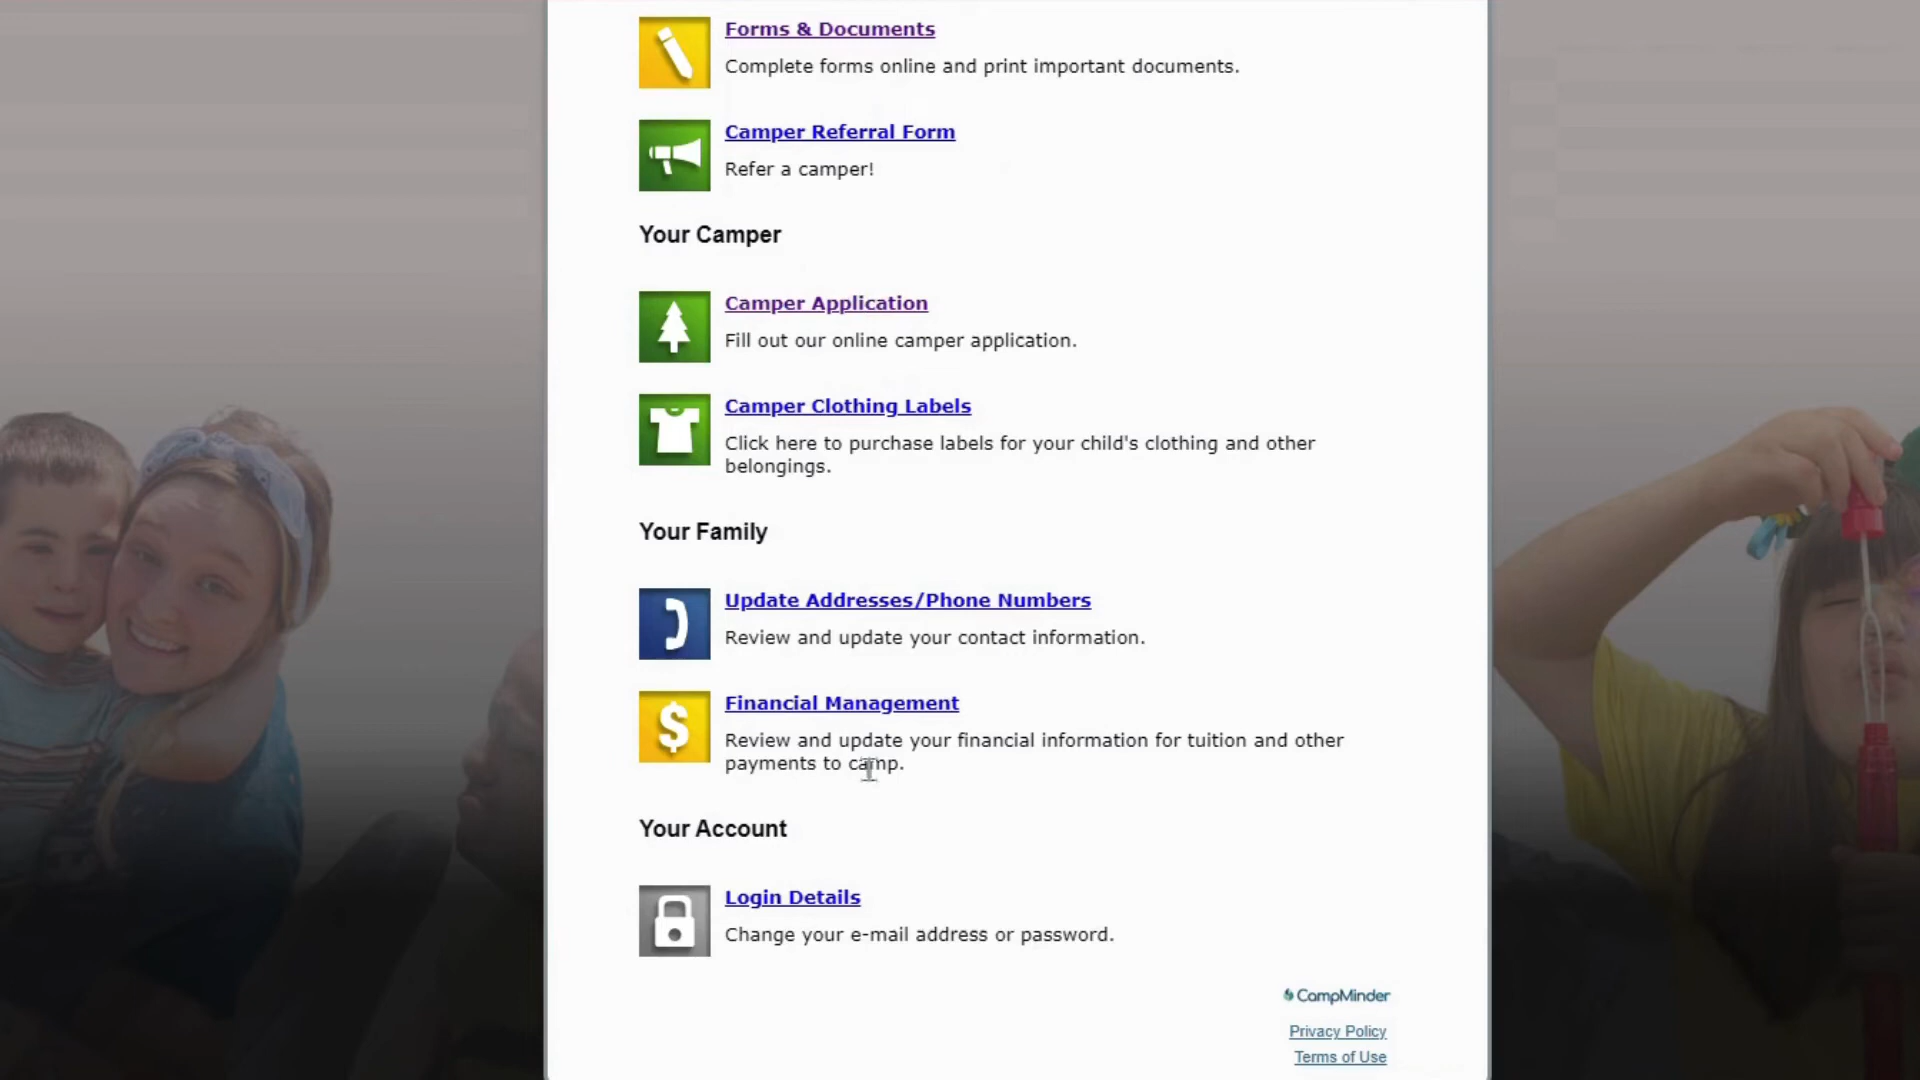 Forms & Documents
Complete forms online and print important documents.
Camper Referral Form
Refer a camper!
Your Camper
Camper Application
Fill out our online camper application.
Camper Clothing Labels
Click here to purchase labels for your child's clothing and other
belongings.
Your Family
Update Addresses/Phone Numbers
Review and update your contact information.
Financial Management
Review and update your financial information for tuition and other
payments to camp.
Your Account
Login Details
Change your e-mail address or password.
CampMinder
Privacy Policy
Terms of Use